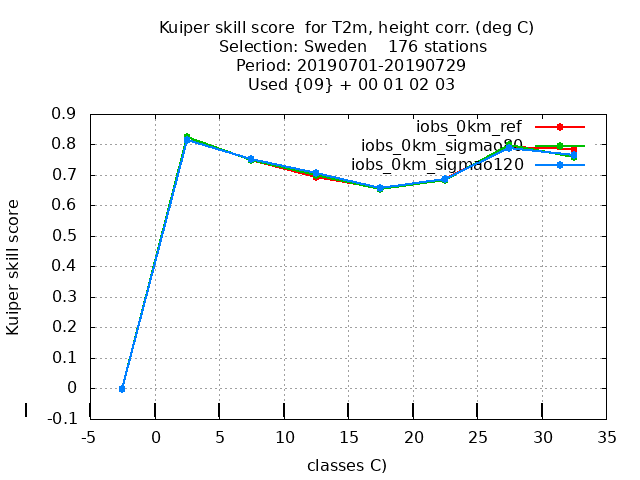 Kuiper skill score  for T2m, height corr. (deg C)
Selection: Sweden    176 stations
Period: 20190701-20190729
Used {09} + 00 01 02 03
iobs_0km_ref
iobs_0km_sigmao80
iobs_0km_sigmao120
Kuiper skill score
0.9
0.8
0.7
0.6
0.5
0.4
0.3
0.2
0.1
0
-0.1
-5 0 5 10 15 20 25 30 35
classes C)